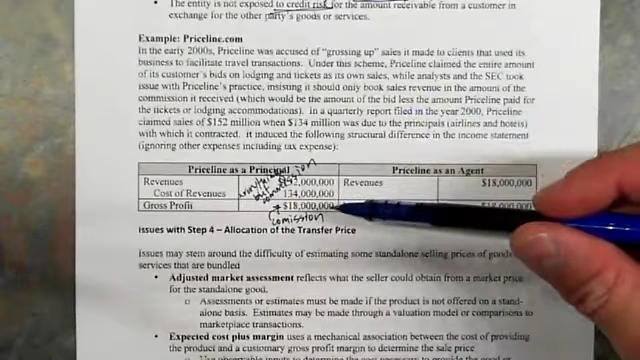 • The entity is not exposed to credit risk for the amount receivable from a customer in
exchange for the other party's goods or services.
Example: Priceline.com
In the early 2000s, Priceline was accused of "grossing up" sales it made to clients that used its
business to facilitate travel transactions. Under this scheme, Priceline claimed the entire amount
of its customer's bids on lodging and tickets as its own sales, while analysts and the SEC took
issue with Priceline's practice, insisting it should only book sales revenue in the amount of the
commission it received (which would be the amount of the bid less the amount Priceline paid for
the tickets or lodging accommodations). In a quarterly report filed in the year 2000, Priceline
claimed sales of $152 million when $134 million was due to the principals (airlines and hotels)
with which it contracted. it induced the following structural difference in the income statement
(ignoring other expenses including tax expense):
Priceline as a Principal Priceline as an Agent
Revenues 2,000,000 Revenues $18,000,000
Cost of Revenues 134,000,000
Gross Profit $18,000,000
Comission
Issues with Step 4 – Allocation of the Transfer Price
Issues may stem around the difficulty of estimating some standalone selling prices of goods
services that are bundled
• Adjusted market assessment reflects what the seller could obtain from a market price
for the standalone good.
o Assessments or estimates must be made if the product is not offered on a stand-
alone basis. Estimates may be made through a valuation model or comparisons to
marketplace transactions.
• Expected cost plus margin uses a mechanical association between the cost of providing
the product and a customary gross profit margin to determine the sale price